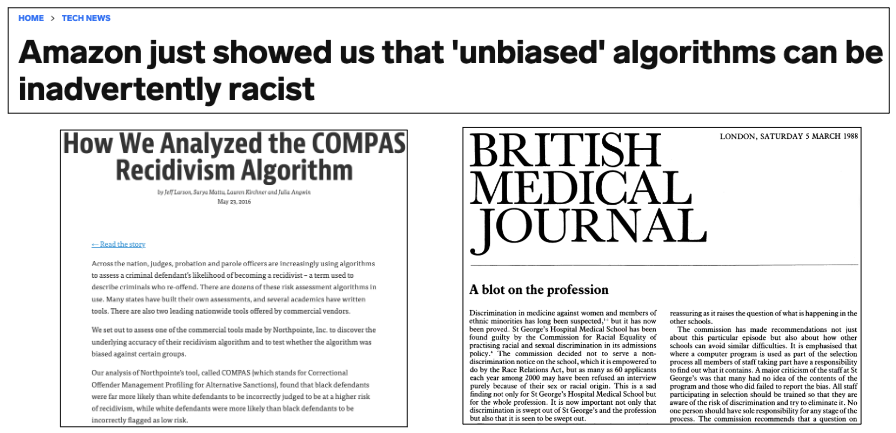 HOME > TECH NEWS
Amazon just showed us that 'unbiased' algorithms can be
inadvertently racist
How We Analyzed the COMPAS
Recidivism Algorithm
by Jeff Larson, Surya Mattu, Lauren Kirchner and Julia Angwin
May 23, 2016
← Read the story
Across the nation, judges, probation and parole officers are increasingly using algorithms
to assess a criminal defendant's likelihood of becoming a recidivist – a term used to
describe criminals who re-offend. There are dozens of these risk assessment algorithms in
use. Many states have built their own assessments, and several academics have written
tools. There are also two leading nationwide tools offered by commercial vendors.
We set out to assess one of the commercial tools made by Northpointe, Inc. to discover the
underlying accuracy of their recidivism algorithm and to test whether the algorithm was
biased against certain groups.
Our analysis of Northpointe's tool, called COMPAS (which stands for Correctional
Offender Management Profiling for Alternative Sanctions), found that black defendants
were far more likely than white defendants to be incorrectly judged to be at a higher risk
of recidivism, while white defendants were more likely than black defendants to be
incorrectly flagged as low risk.
LONDON, SATURDAY 5 MARCH 1988
BRITISH
MEDICAL
JOURNAL
A blot on the profession
Discrimination in medicine against women and members of
ethnic minorities has long been suspected, but it has now
been proved. St George's Hospital Medical School has been
found guilty by the Commission for Racial Equality of
practising racial and sexual discrimination in its admissions
policy. The commission decided not to serve a non-
discrimination notice on the school, which it is empowered to
do by the Race Relations Act, but as many as 60 applicants
each year among 2000 may have been refused an interview
purely because of their sex or racial origin. This is a sad
finding not only for St George's Hospital Medical School but
for the whole profession. It is now important not only that
discrimination is swept out of St George's and the profession
but also that it is seen to be swept out.
reassuring as it raises the question of what is happening in the
other schools.
The commission has made recommendations not just
about this particular episode but also about how other
schools can avoid similar difficulties. It is emphasised that
where a computer program is used as part of the selection
process all members of staff taking part have a responsibility
to find out what it contains. A major criticism of the staff at St
George's was that many had no idea of the contents of the
program and those who did failed to report the bias. All staff
participating in selection should be trained so that they are
aware of the risk of discrimination and try to eliminate it. No
one person should have sole responsibility for any stage of the
process. The commission recommends that a question on